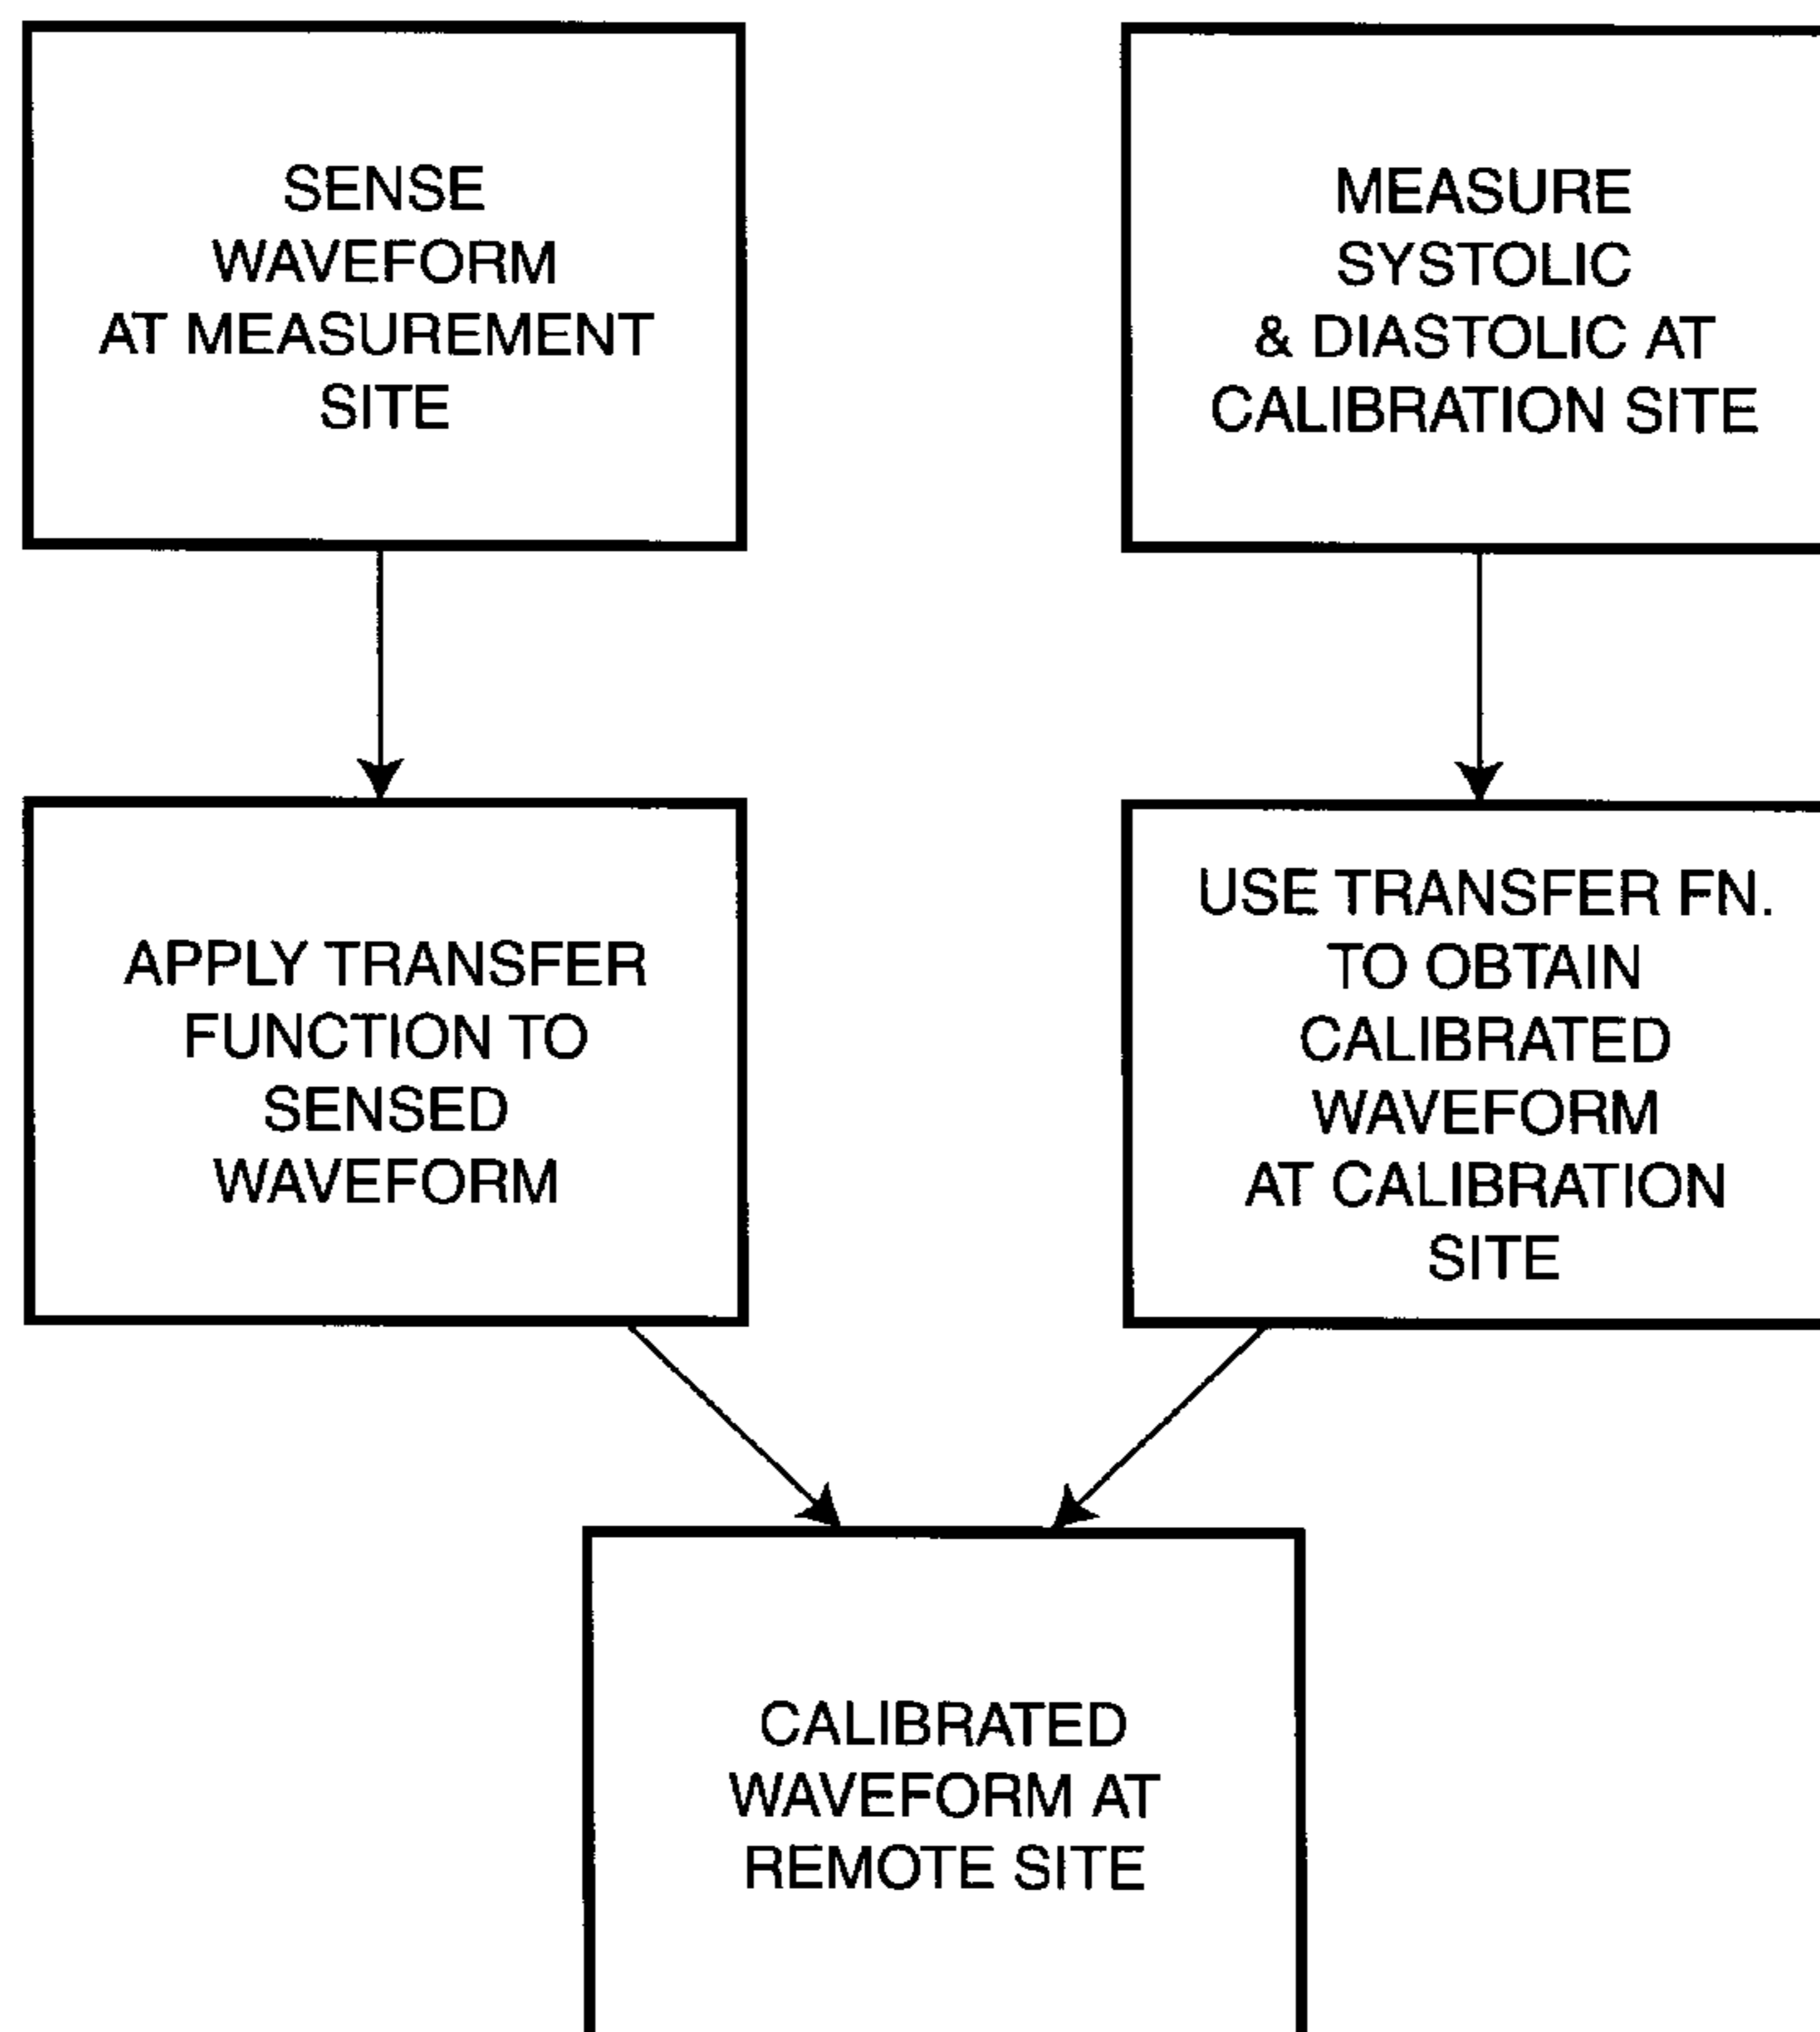 SENSE
WAVEFORM
AT MEASUREMENT
SITE
MEASURE
SYSTOLIC
& DIASTOLIC AT
CALIBRATION SITE
APPLY TRANSFER
FUNCTION TO
SENSED
WAVEFORM
USE TRANSFER FN.
TO OBTAIN
CALIBRATED
WAVEFORM
AT CALIBRATION
SITE
CALIBRATED
WAVEFORM AT
REMOTE SITE